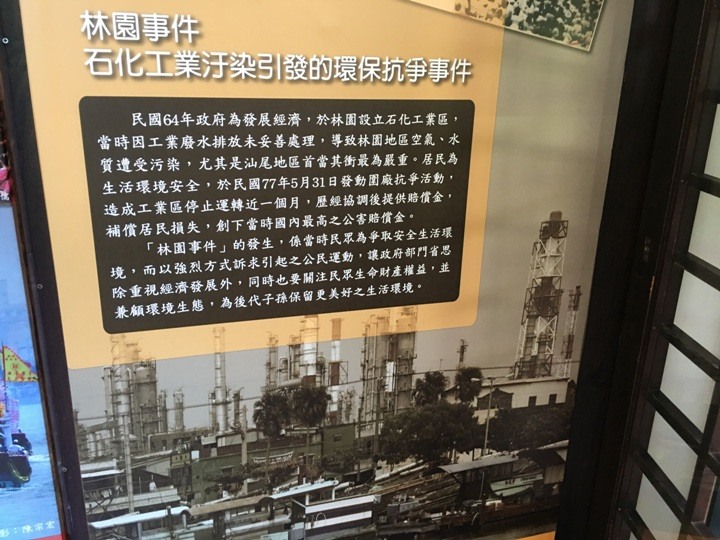 林園事件
石化工業汙染引發的環保抗爭事件
民國64年政府為發展經濟，於林園設立石化工業區，
當時因工業廢水排放未妥善處理，導致林園地區空氣、水
質遭受污染，尤其是汕尾地區首當其衝最為嚴重。居民為
生活環境安全，於民國77年5月31日發動圍廠抗爭活動，
造成工業區停止運轉近一個月，歷經協調後提供賠償金，
補償居民損失，創下當時國內最高之公害賠償金。
「林園事件」的發生，係當時民眾為爭取安全生活環
境，而以強烈方式訴求引起之公民運動，讓政府部門省思
除重視經濟發展外，同時也要關注民眾生命財產權益，並
兼顧環境生態，為後代子孫保留更美好之生活環境。
影：陳宗宏